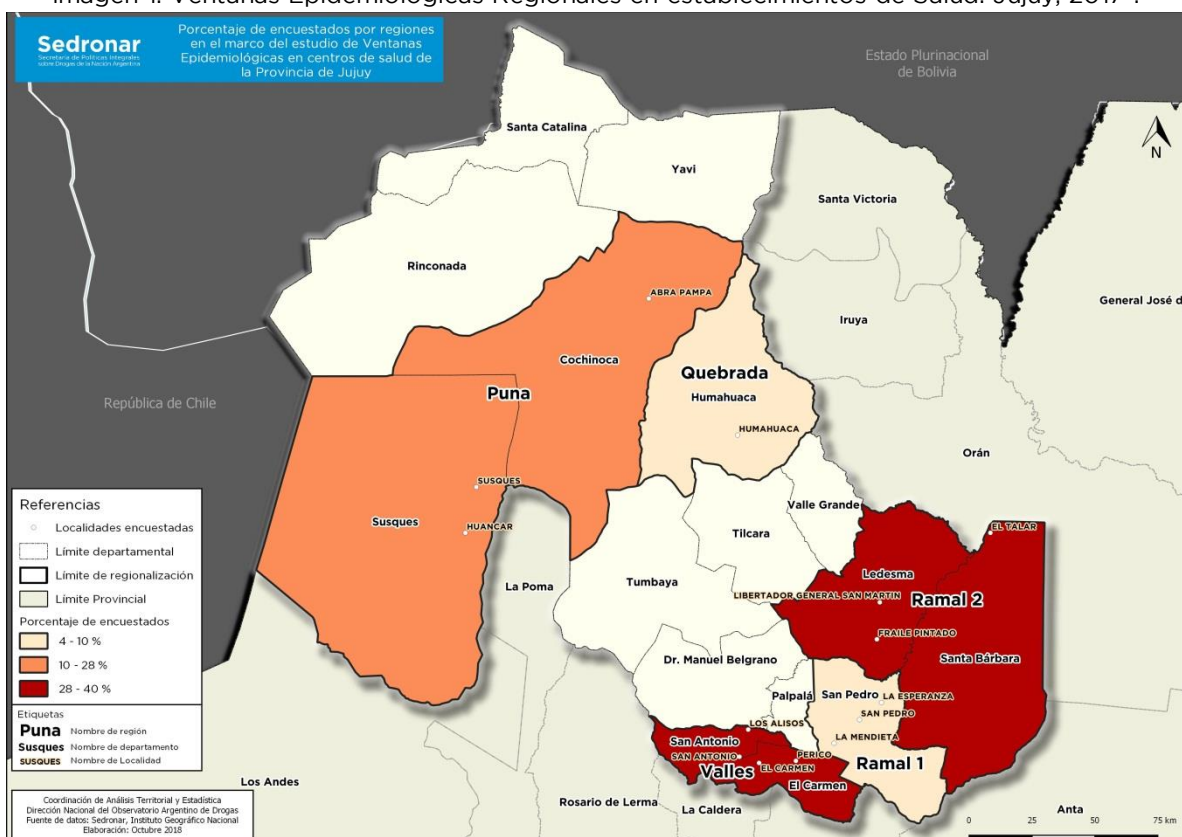 Imagen 1. Ventanas Epidemiológicas Regionales en establecimientos de Salud. Jujuy, 2017 .
Sedronar
Secretaría de Políticas Integrales
sobre Drogas de la Nación Argentina
Porcentaje de encuestados por regiones
en el marco del estudio de Ventanas
Epidemiológicas en centros de salud de
la Provincia de Jujuy
Estado Plurinacional
de Bolivia
N
Santa Catalina
Yavi
Santa Victoria
Rinconada
ABRA PAMPA
General José d
Iruya
Cochinoca
Quebrada
Humahuaca
Puna
República de Chile
HUMAHUACA
Orán
SUSQUES
Valle Grande
Susques
HUANCAR
Tilcara
EL TALAR
La Poma
Tumbaya
Ledesma
LIBERTADOR GENERAL SAN MARTIN
Ramal 2
FRAILE PINTADO
Dr. Manuel Belgrano
Santa Bárbara
Palpalá
San Pedro
LA ESPERANZA
SAN PEDRO
LOS ALISOS
San Antonio
LA MENDIETA
SAN ANTONIO
PERICO
Valles
EL CARMEN
Ramal 1
El Carmen
Los Andes
Rosario de Lerma
La Caldera
Anta
Referencias
Localidades encuestadas
Límite departamental
Límite de regionalización
Límite Provincial
Porcentaje de encuestados
4 - 10 %
10 - 28 %
28 - 40 %
Etiquetas
Puna Nombre de región
Susques Nombre de departamento
SUSQUES Nombre de Localidad
Coordinación de Análisis Territorial y Estadística
Dirección Nacional del Observatorio Argentino de Drogas
Fuente de datos: Sedronar, Instituto Geográfico Nacional
Elaboración: Octubre 2018
0 25 50 75 km